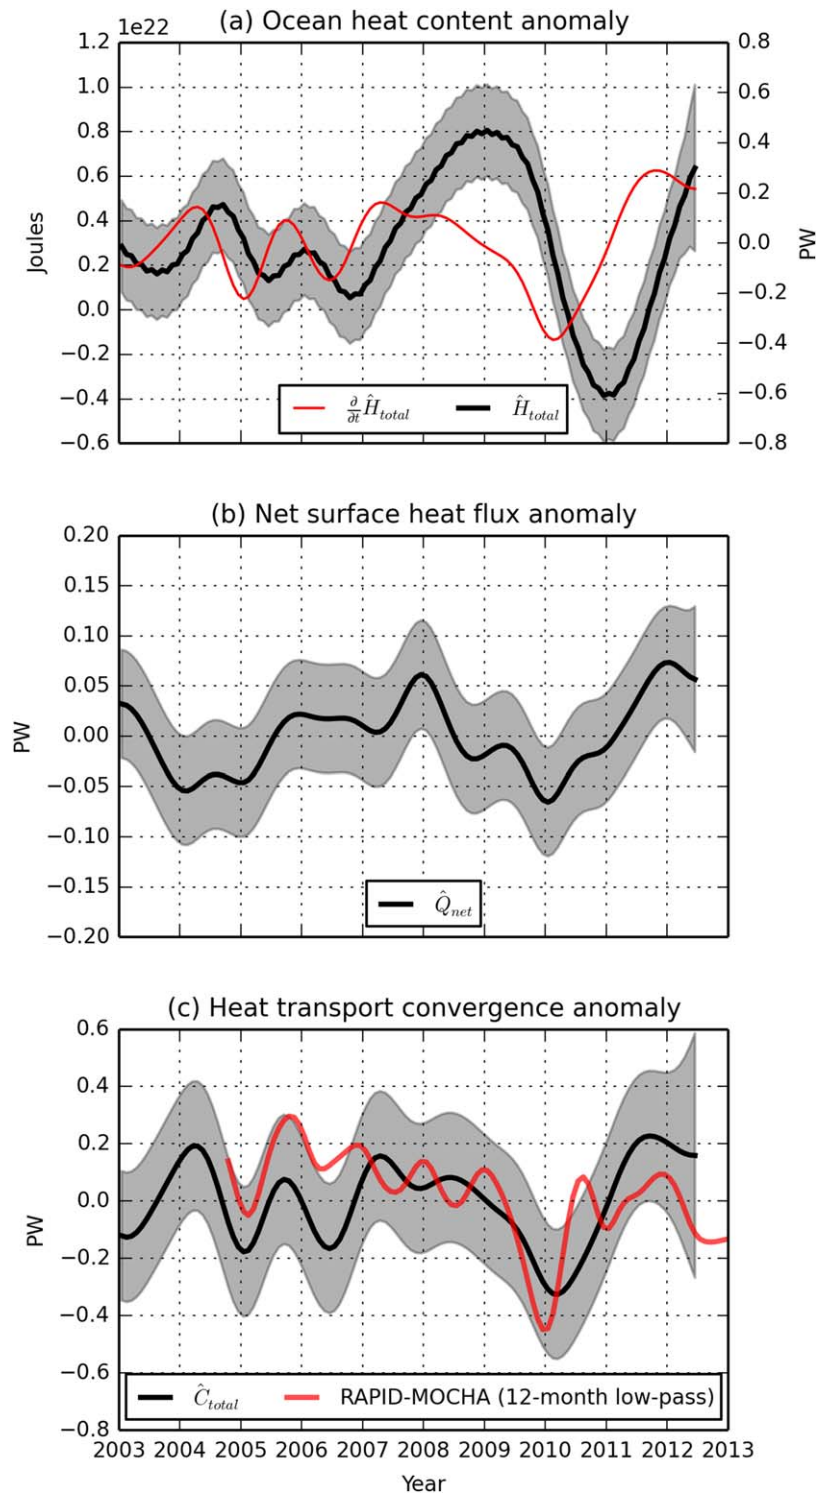 (a) Ocean heat content anomaly
1e22
1.2
1.0
0.8
0.6
0.4
0.2
0.0
−0.2
−0.4
−0.6
Joules
0.8
0.6
0.4
0.2
0.0
−0.2
−0.4
−0.6
−0.8
PW
∂/∂t Ĥtotal Ĥtotal
(b) Net surface heat flux anomaly
0.20
0.15
0.10
0.05
0.00
−0.05
−0.10
−0.15
−0.20
PW
Q̂net
(c) Heat transport convergence anomaly
0.6
0.4
0.2
0.0
−0.2
−0.4
−0.6
−0.8
PW
Ĉtotal RAPID-MOCHA (12-month low-pass)
2003 2004 2005 2006 2007 2008 2009 2010 2011 2012 2013
Year